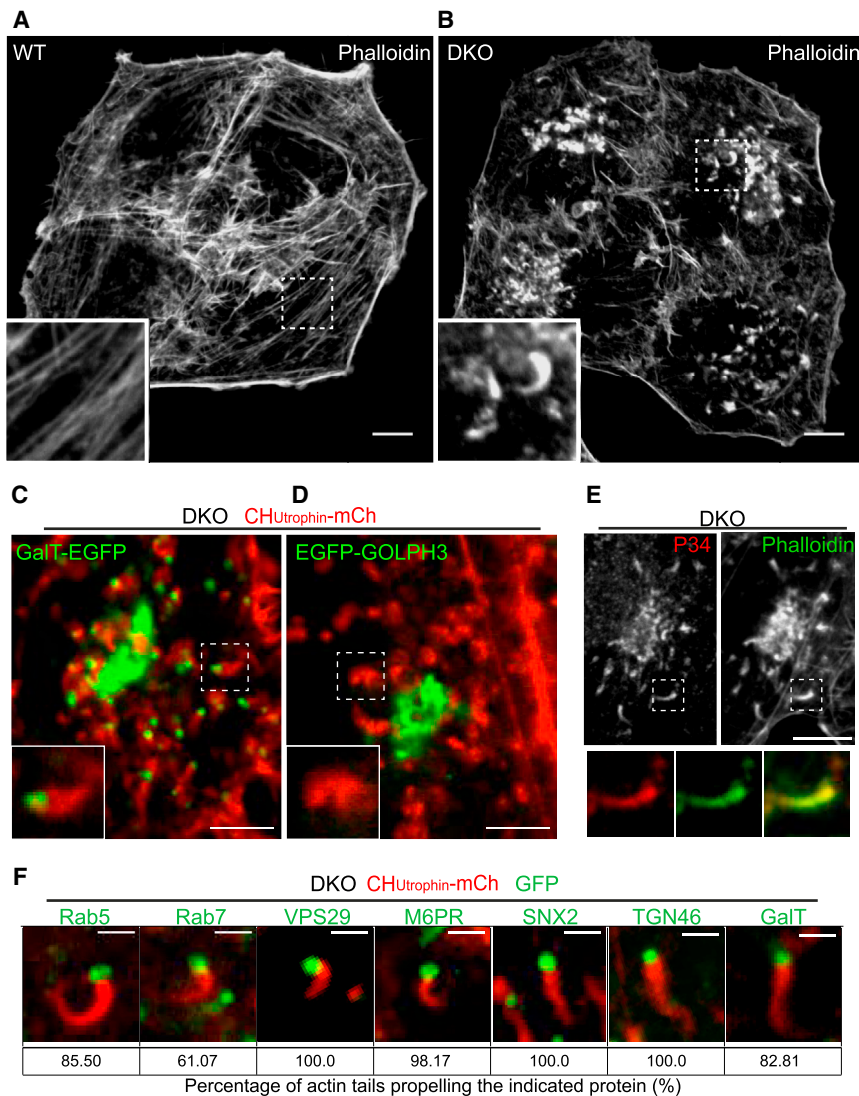 A
B
WT
Phalloidin
DKO
Phalloidin
C
D
E
DKO CHUtrophin-mCh
GalT-EGFP
EGFP-GOLPH3
DKO
P34
Phalloidin
F
DKO CHUtrophin-mCh GFP
Rab5 Rab7 VPS29 M6PR SNX2 TGN46 GalT
85.50 61.07 100.0 98.17 100.0 100.0 82.81
Percentage of actin tails propelling the indicated protein (%)